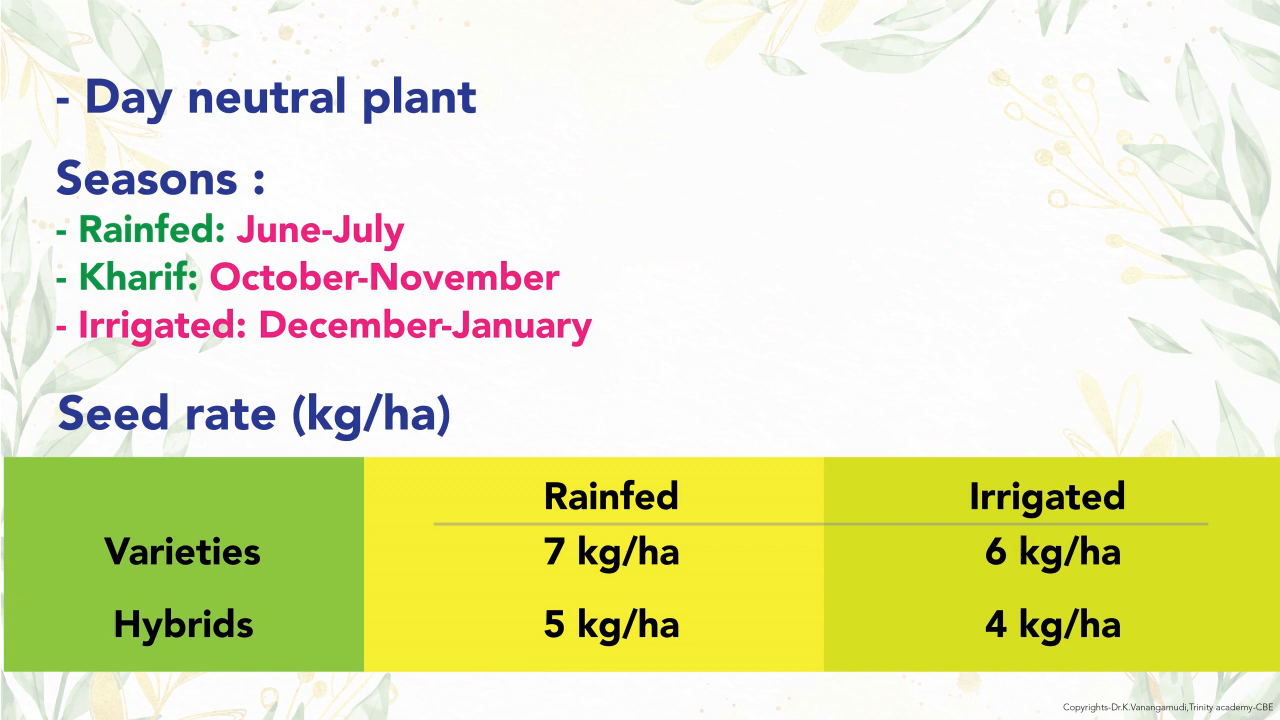 - Day neutral plant
Seasons :
- Rainfed: June-July
- Kharif: October-November
- Irrigated: December-January
Seed rate (kg/ha)
Rainfed Irrigated
Varieties 7 kg/ha 6 kg/ha
Hybrids 5 kg/ha 4 kg/ha
Copyrights-Dr.K.Vanangamudi,Trinity academy-CBE